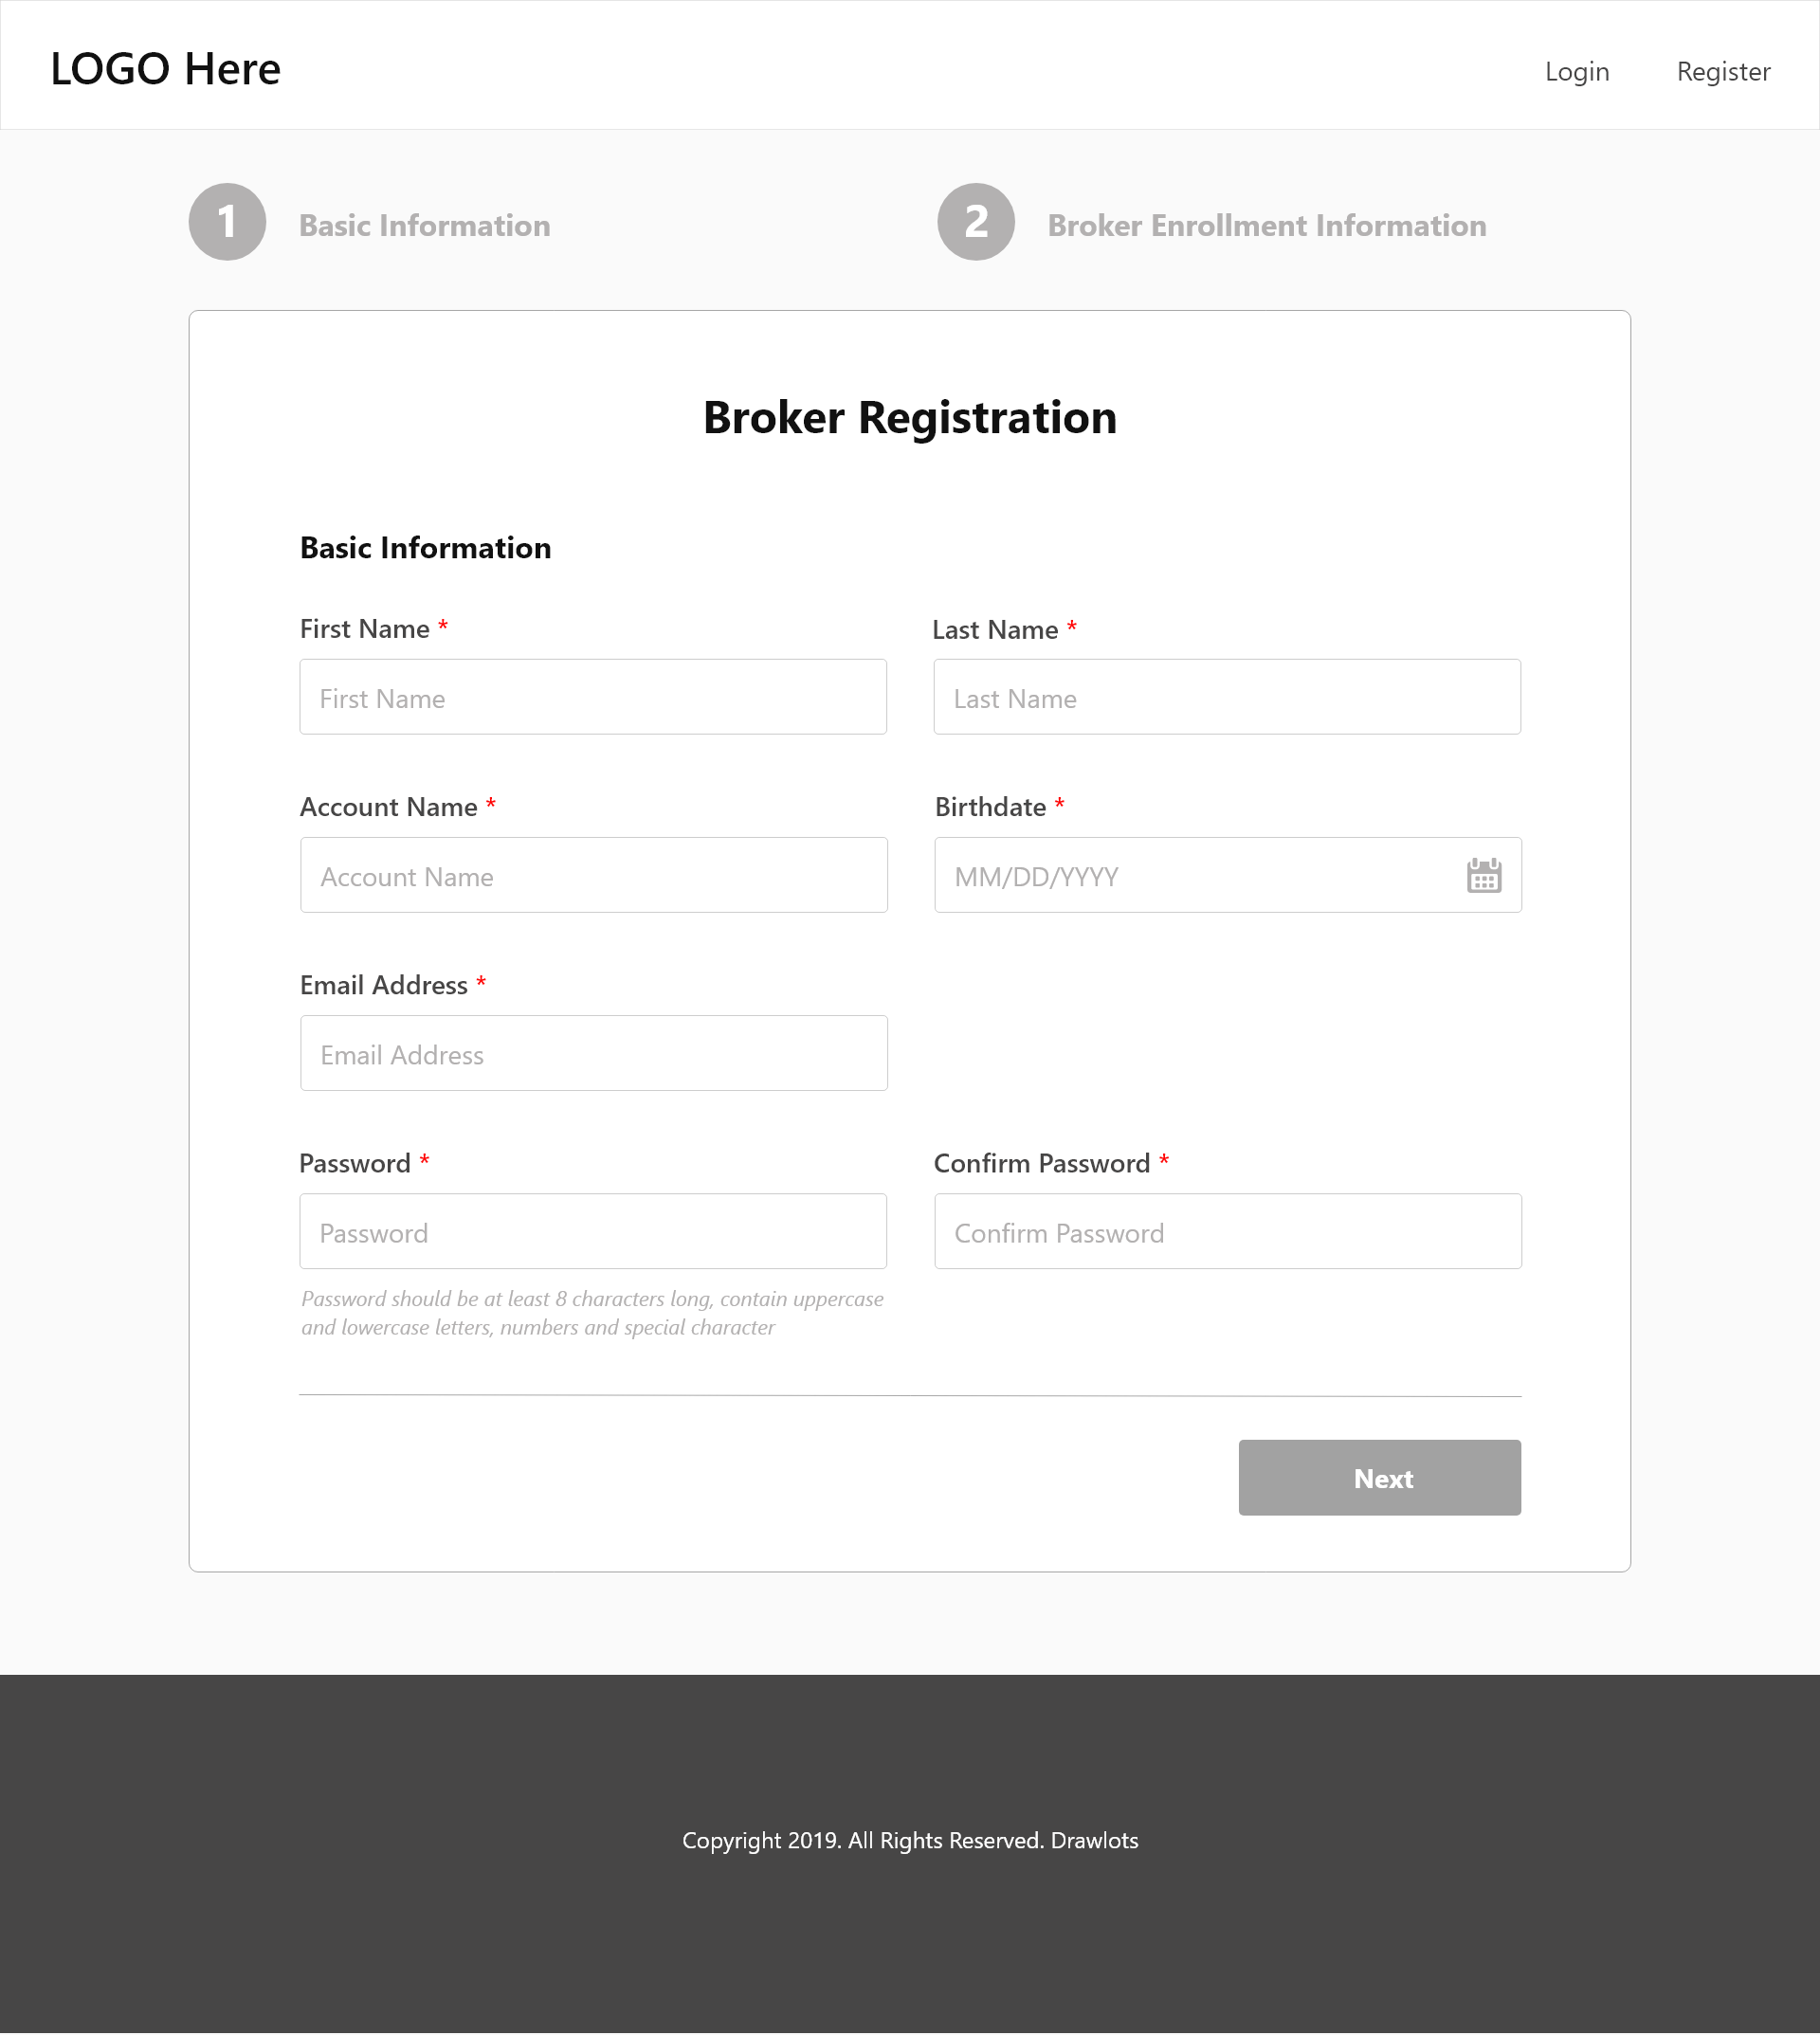 LOGO Here
Login
Register
1
Basic Information
2
Broker Enrollment Information
Broker Registration
Basic Information
First Name *
Last Name *
First Name
Last Name
Account Name *
Birthdate *
Account Name
MM/DD/YYYY
Email Address *
Email Address
Password *
Confirm Password *
Password
Confirm Password
Password should be at least 8 characters long, contain uppercase
and lowercase letters, numbers and special character
Next
Copyright 2019. All Rights Reserved. Drawlots